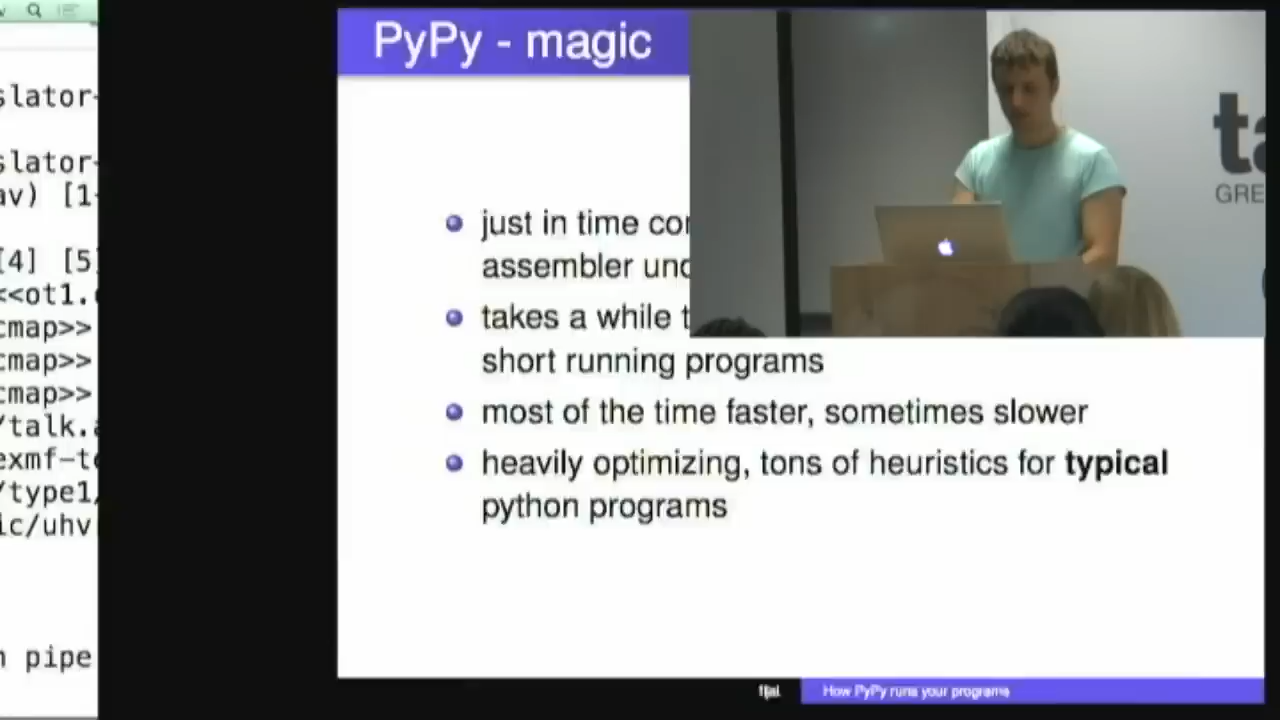 slator-
slator-
av) [1-
[4] [5]
<<ot1.
cmap>>
cmap>>
cmap>>
/talk.a
exmf-te
/type1/
ic/uhv
pipe
PyPy - magic
just in time
assembler
takes a while
short running programs
most of the time faster, sometimes slower
heavily optimizing, tons of heuristics for typical
python programs
fijal
How PyPy runs your programs
ta
GRE